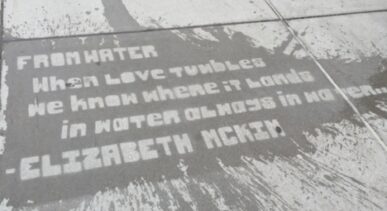 FROM WATER
When Love Tumbles
We know where it Lands
in water always in water..
-ELIZABETH MCKIM